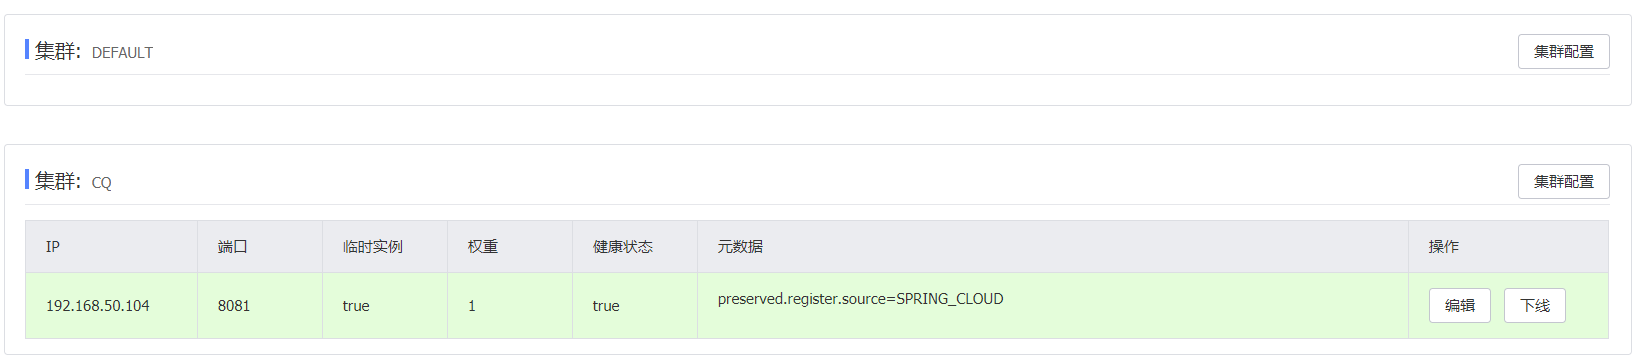 集群: DEFAULT 集群配置
集群: CQ 集群配置
IP 端口 临时实例 权重 健康状态 元数据 操作
192.168.50.104 8081 true 1 true preserved.register.source=SPRING_CLOUD 编辑 下线